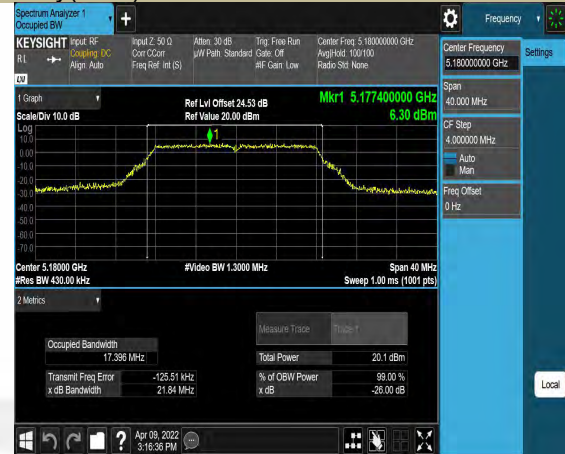 Spectrum Analyzer 1
Occupied BW
Frequency
KEYSIGHT
RL
Input: RF
Coupling: DC
Align: Auto
Input Z: 50 Ω
Corr CCorr
Freq Ref: Int (S)
Atten: 30 dB
µW Path: Standard
Trig: Free Run
Gate: Off
#IF Gain: Low
Center Freq: 5.180000000 GHz
Avg|Hold: 100/100
Radio Std: None
LXI
Center Frequency
5.180000000 GHz
Settings
Span
40.000 MHz
CF Step
4.000000 MHz
Auto
Man
Freq Offset
0 Hz
Local
1 Graph
Scale/Div 10.0 dB
Ref Lvl Offset 24.53 dB
Ref Value 20.00 dBm
Mkr1 5.177400000 GHz
6.30 dBm
Log
10.0
0.00
-10.0
-20.0
-30.0
-40.0
-50.0
-60.0
-70.0
1
Center 5.18000 GHz
#Res BW 430.00 kHz
#Video BW 1.3000 MHz
Span 40 MHz
Sweep 1.00 ms (1001 pts)
2 Metrics
Measure Trace
Trace 1
Occupied Bandwidth
17.396 MHz
Total Power 20.1 dBm
Transmit Freq Error -125.51 kHz
% of OBW Power 99.00 %
x dB Bandwidth 21.84 MHz
x dB -26.00 dB
?
Apr 09, 2022
3:16:36 PM